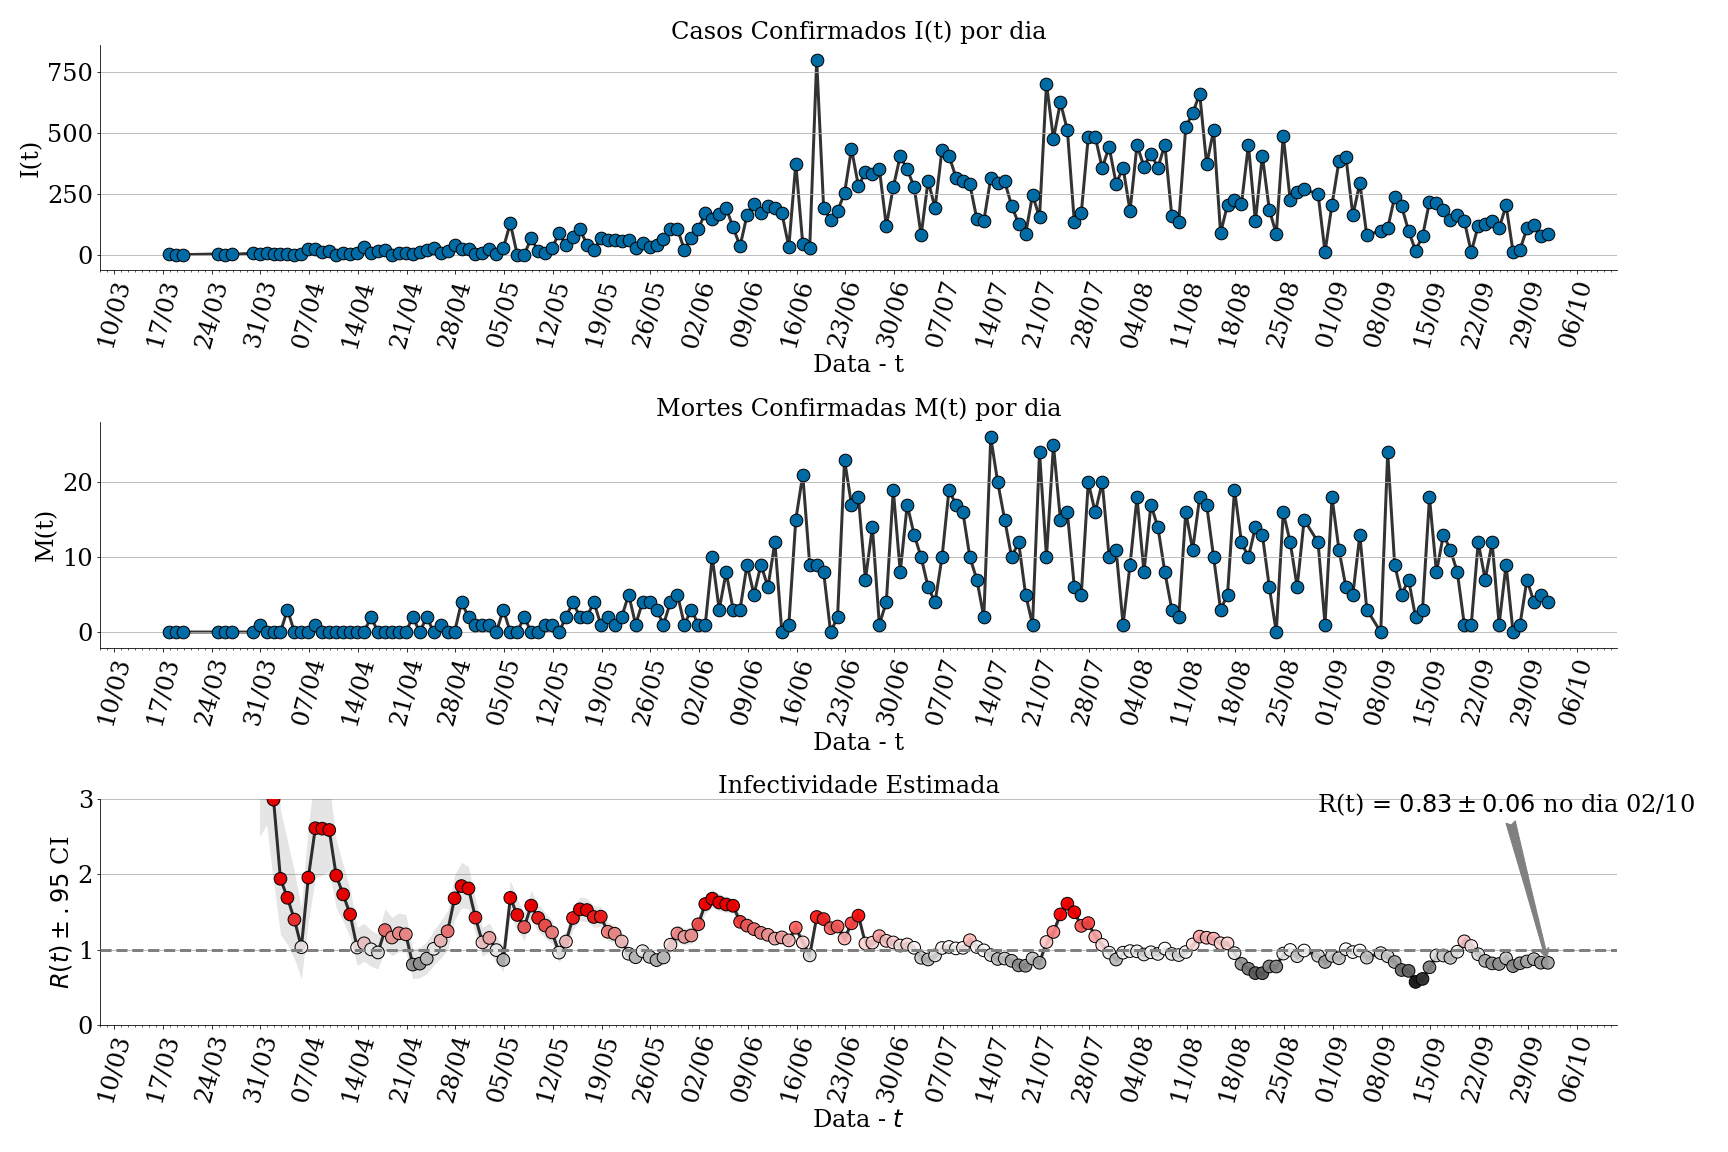 Casos Confirmados I(t) por dia
I(t)
750
500
250
0
10/03 17/03 24/03 31/03 07/04 14/04 21/04 28/04 05/05 12/05 19/05 26/05 02/06 09/06 16/06 23/06 30/06 07/07 14/07 21/07 28/07 04/08 11/08 18/08 25/08 01/09 08/09 15/09 22/09 29/09 06/10
Data - t
Mortes Confirmadas M(t) por dia
M(t)
20
10
0
10/03 17/03 24/03 31/03 07/04 14/04 21/04 28/04 05/05 12/05 19/05 26/05 02/06 09/06 16/06 23/06 30/06 07/07 14/07 21/07 28/07 04/08 11/08 18/08 25/08 01/09 08/09 15/09 22/09 29/09 06/10
Data - t
Infectividade Estimada
R(t) = 0.83 ± 0.06 no dia 02/10
R(t) ± .95 CI
3
2
1
0
10/03 17/03 24/03 31/03 07/04 14/04 21/04 28/04 05/05 12/05 19/05 26/05 02/06 09/06 16/06 23/06 30/06 07/07 14/07 21/07 28/07 04/08 11/08 18/08 25/08 01/09 08/09 15/09 22/09 29/09 06/10
Data - t